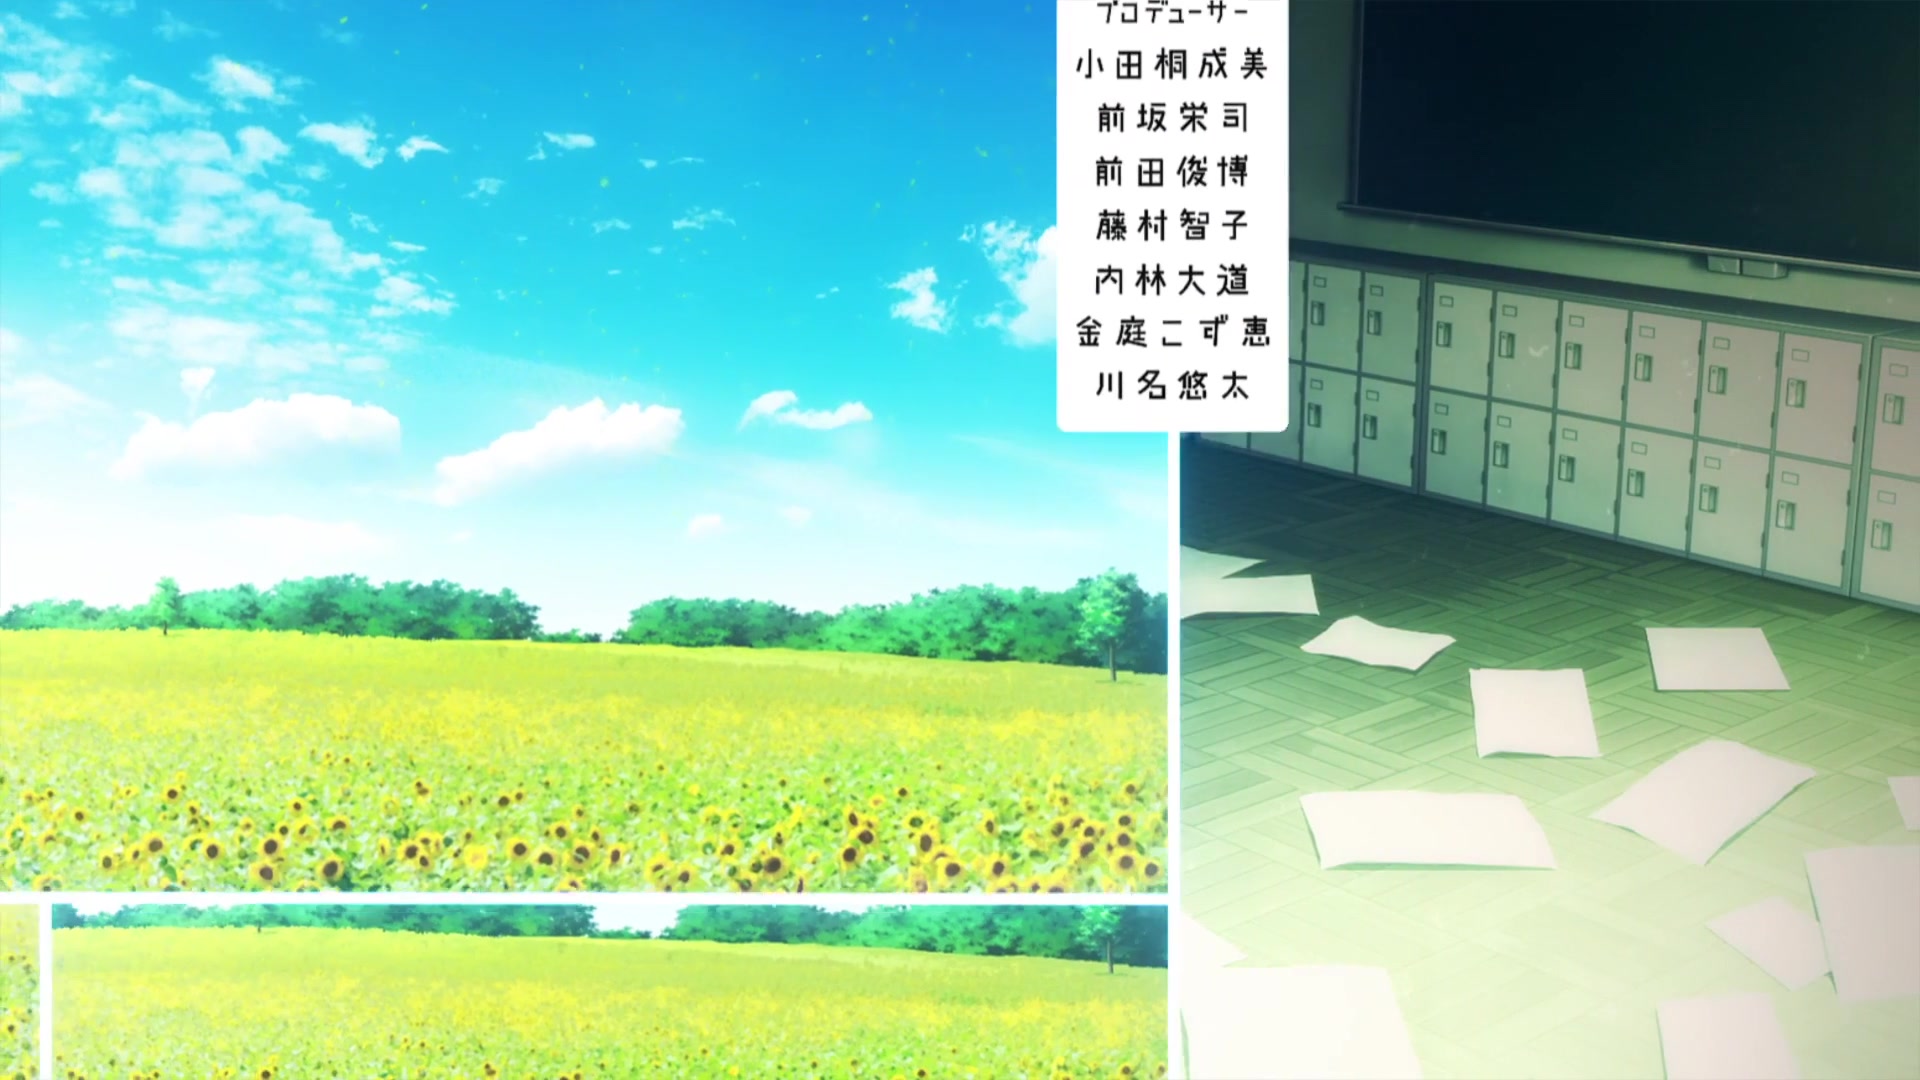 プロデューサー
小田桐成美
前坂栄司
前田俊博
藤村智子
内林大道
金庭こず恵
川名悠太